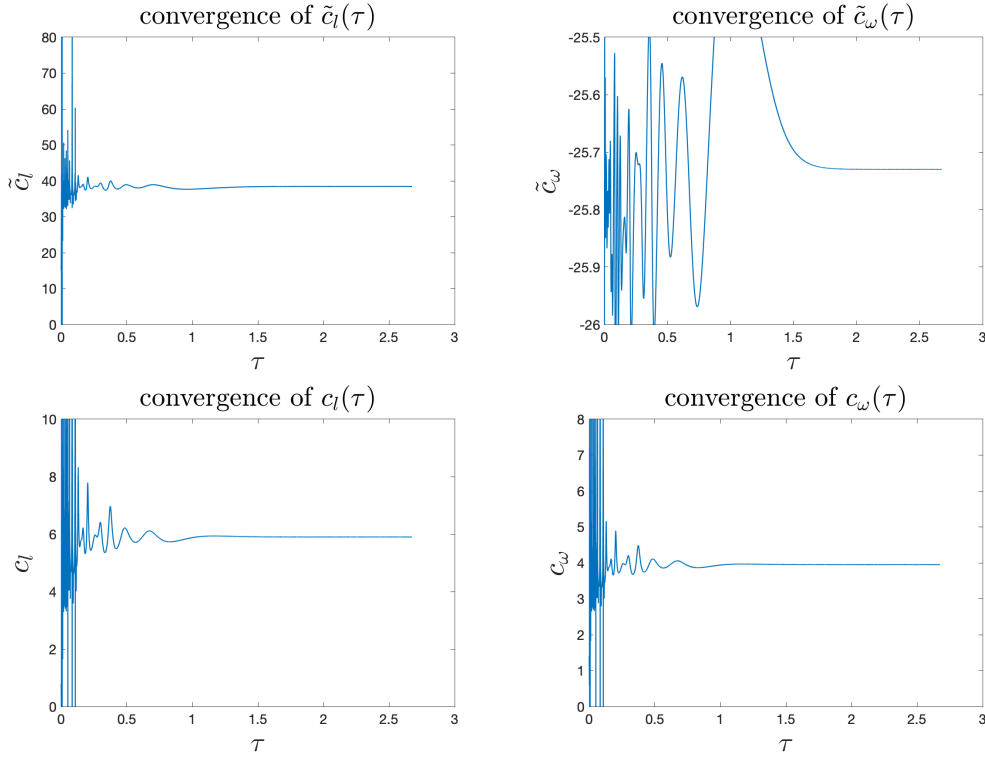 convergence of c̃_l(τ)
80
70
60
50
40
30
20
10
0
c̃_l
0 0.5 1 1.5 2 2.5 3
τ
convergence of c̃_ω(τ)
-25.5
-25.6
-25.7
-25.8
-25.9
-26
c̃_ω
0 0.5 1 1.5 2 2.5 3
τ
convergence of c_l(τ)
10
8
6
4
2
0
c_l
0 0.5 1 1.5 2 2.5 3
τ
convergence of c_ω(τ)
8
7
6
5
4
3
2
1
0
c_ω
0 0.5 1 1.5 2 2.5 3
τ